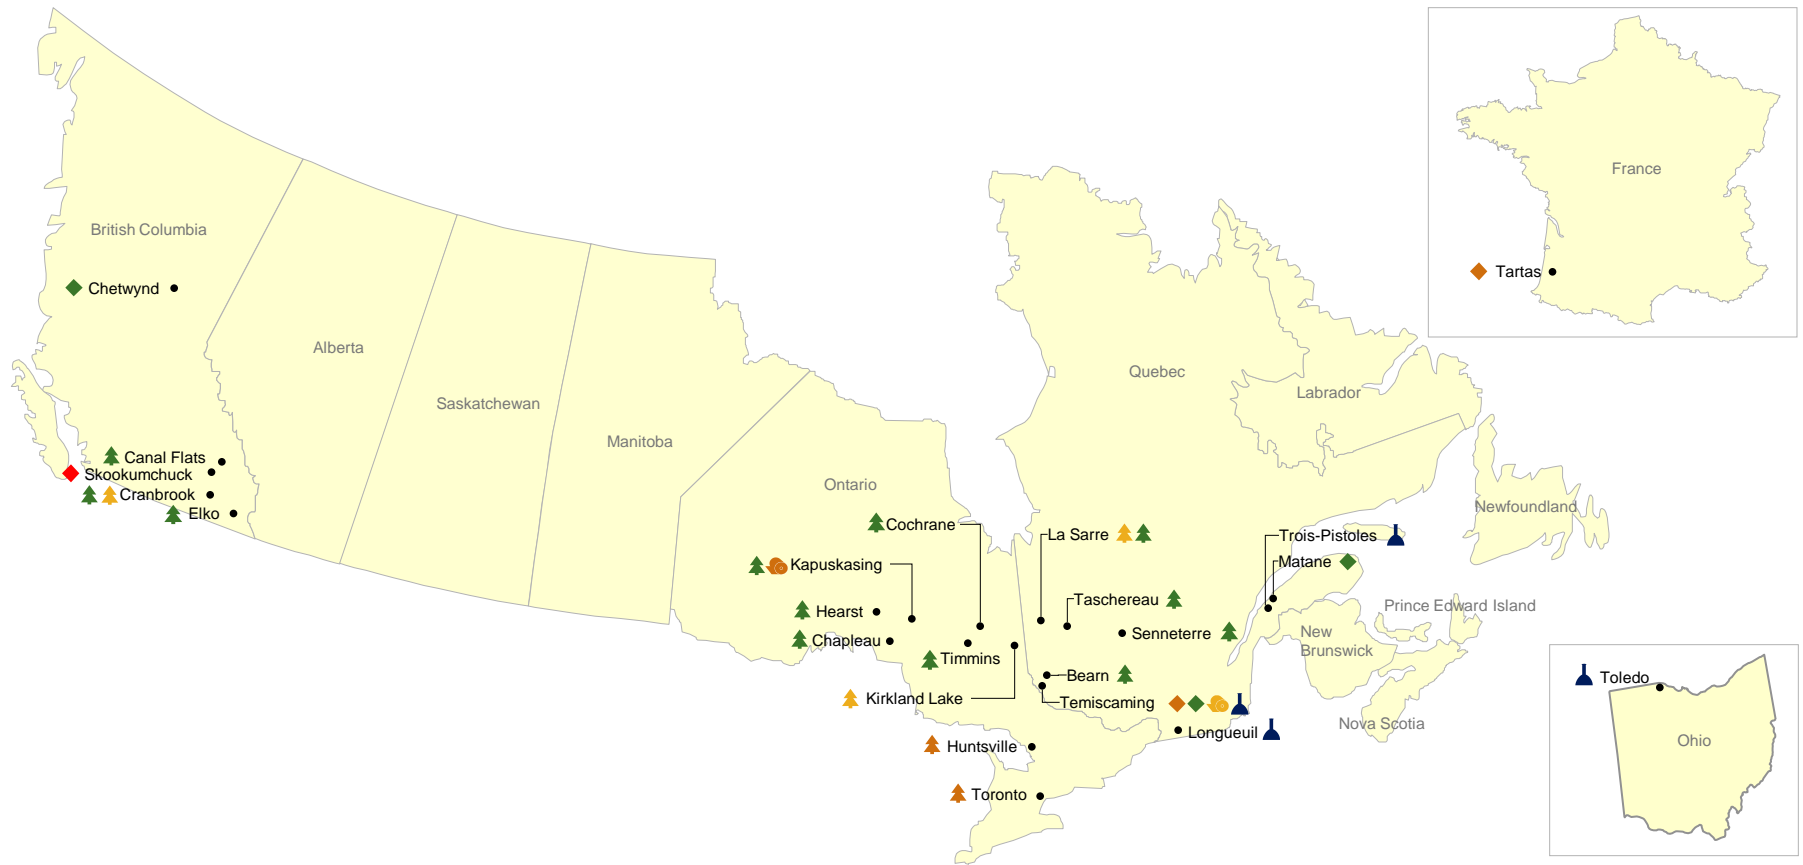 British Columbia
Chetwynd
Alberta
Saskatchewan
Manitoba
Canal Flats
Skookumchuck
Cranbrook
Elko
Ontario
Cochrane
Kapuskasing
Hearst
Chapleau
Timmins
Kirkland Lake
Huntsville
Toronto
Quebec
Labrador
Newfoundland
La Sarre
Trois-Pistoles
Matane
Taschereau
Senneterre
Prince Edward Island
New
Brunswick
Bearn
Temiscaming
Longueuil
Nova Scotia
France
Tartas
Toledo
Ohio